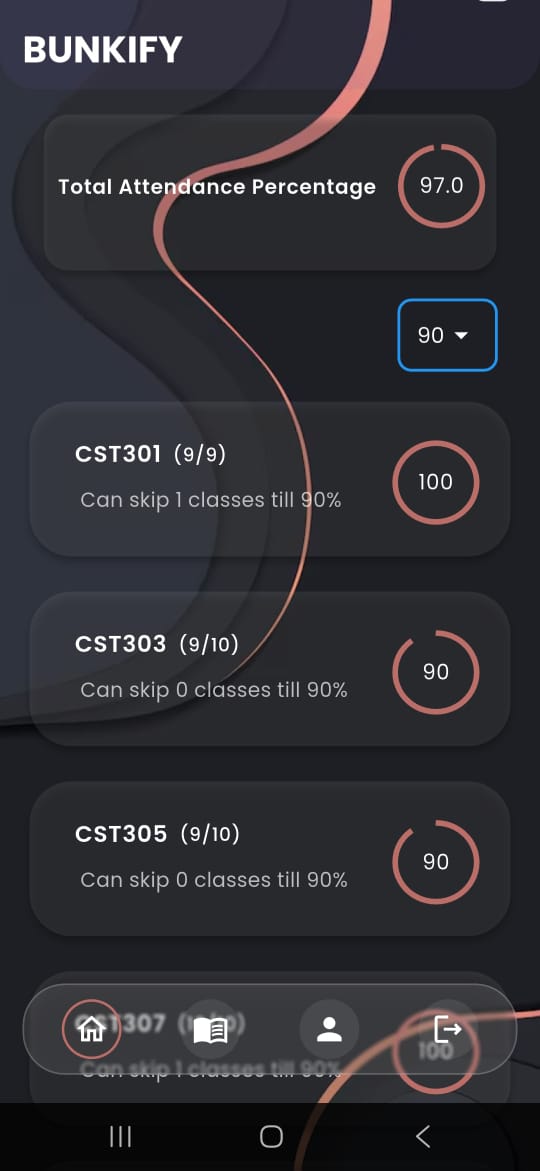 BUNKIFY
Total Attendance Percentage
97.0
90
CST301 (9/9)
100
Can skip 1 classes till 90%
CST303 (9/10)
90
Can skip 0 classes till 90%
CST305 (9/10)
90
Can skip 0 classes till 90%
CST307
100
Can skip 1 classes till 90%